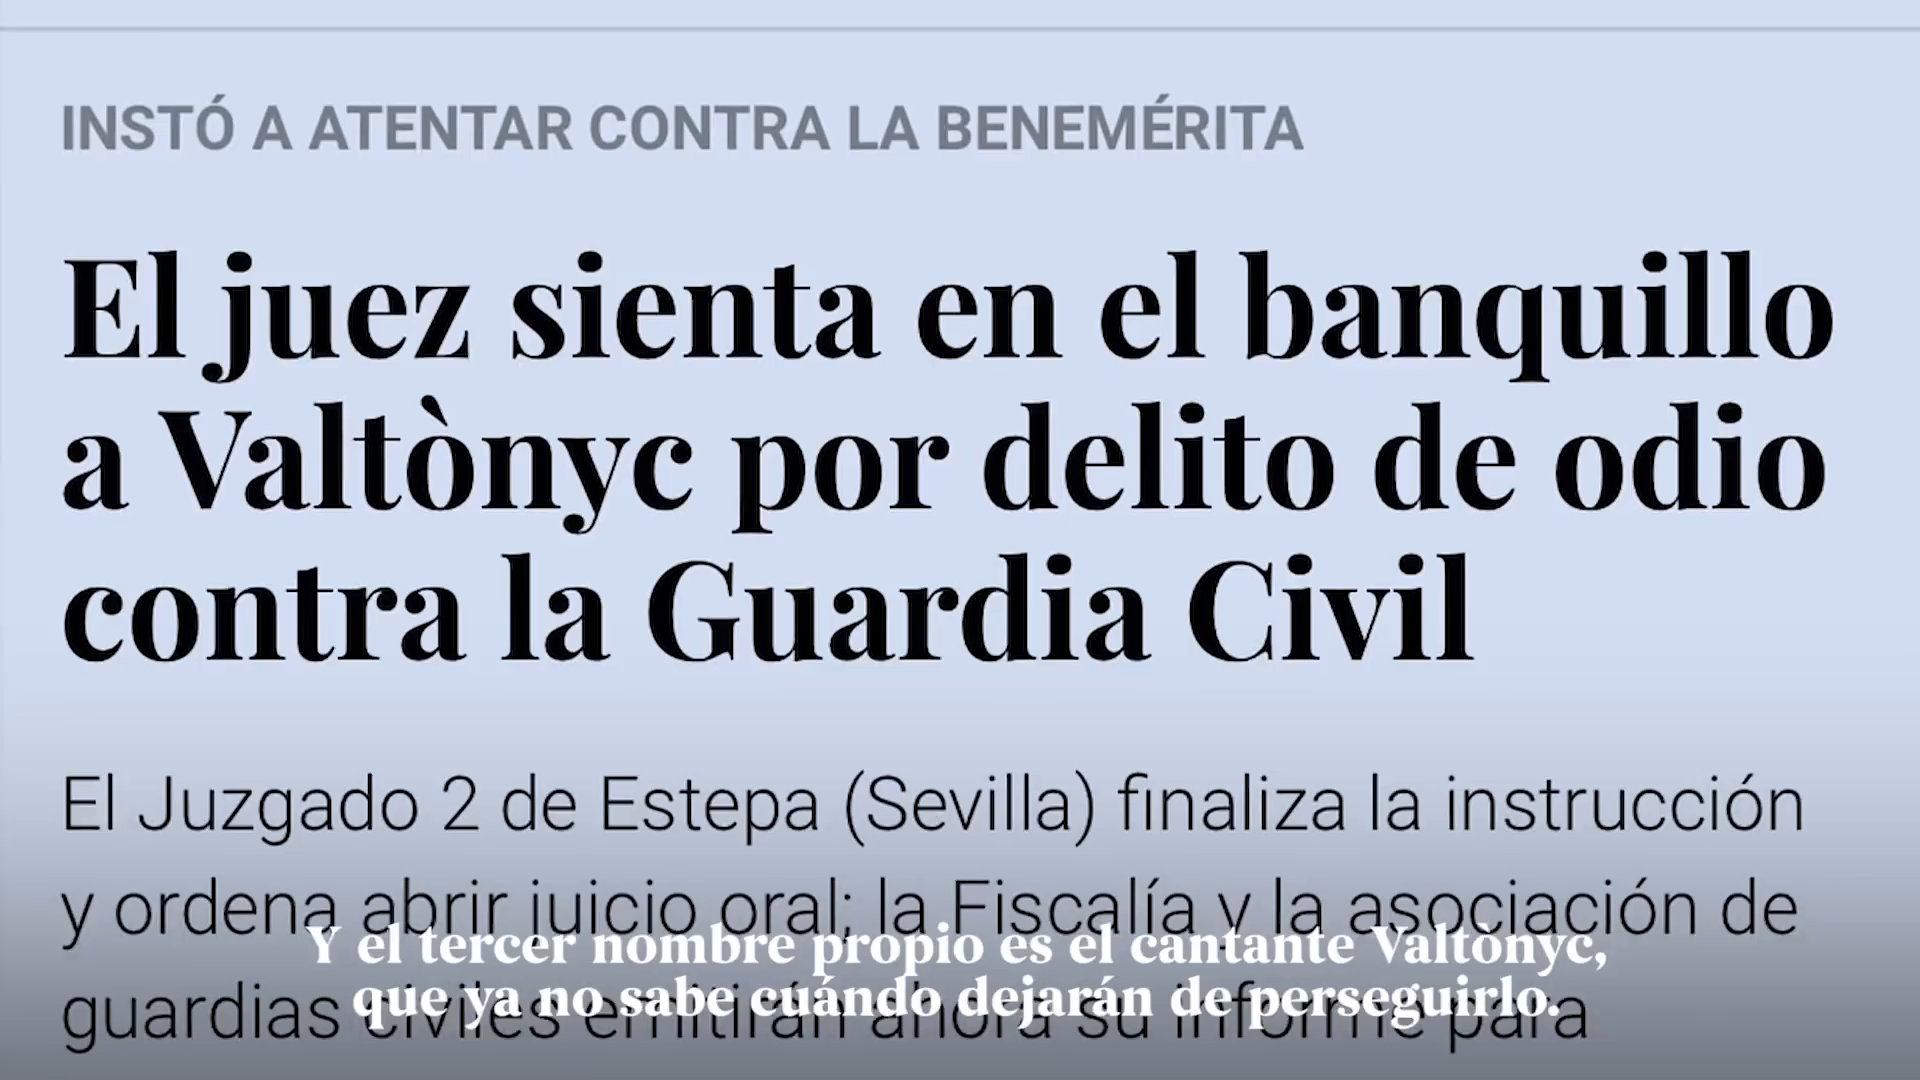 INSTÓ A ATENTAR CONTRA LA BENEMÉRITA
El juez sienta en el banquillo
a Valtònyc por delito de odio
contra la Guardia Civil
El Juzgado 2 de Estepa (Sevilla) finaliza la instrucción
y ordena abrir juicio oral; la Fiscalía y la asociación de
guardias civiles emitirán ahora su informe para
Y el tercer nombre propio es el cantante Valtònyc,
que ya no sabe cuándo dejarán de perseguirlo.